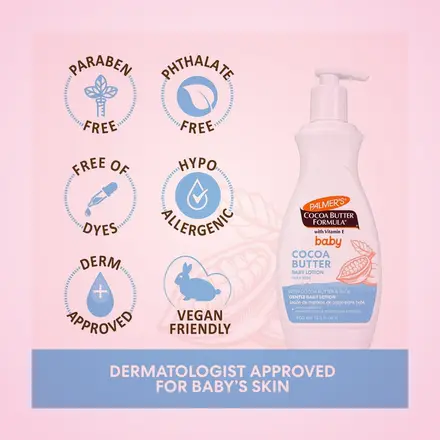 PARABEN
FREE
PHTHALATE
FREE
FREE OF
DYES
HYPO
ALLERGENIC
DERM
APPROVED
VEGAN
FRIENDLY
PALMER'S
COCOA BUTTER
FORMULA®
with Vitamin E
baby
COCOA
BUTTER
BABY LOTION
DERMATOLOGIST APPROVED
FOR BABY'S SKIN